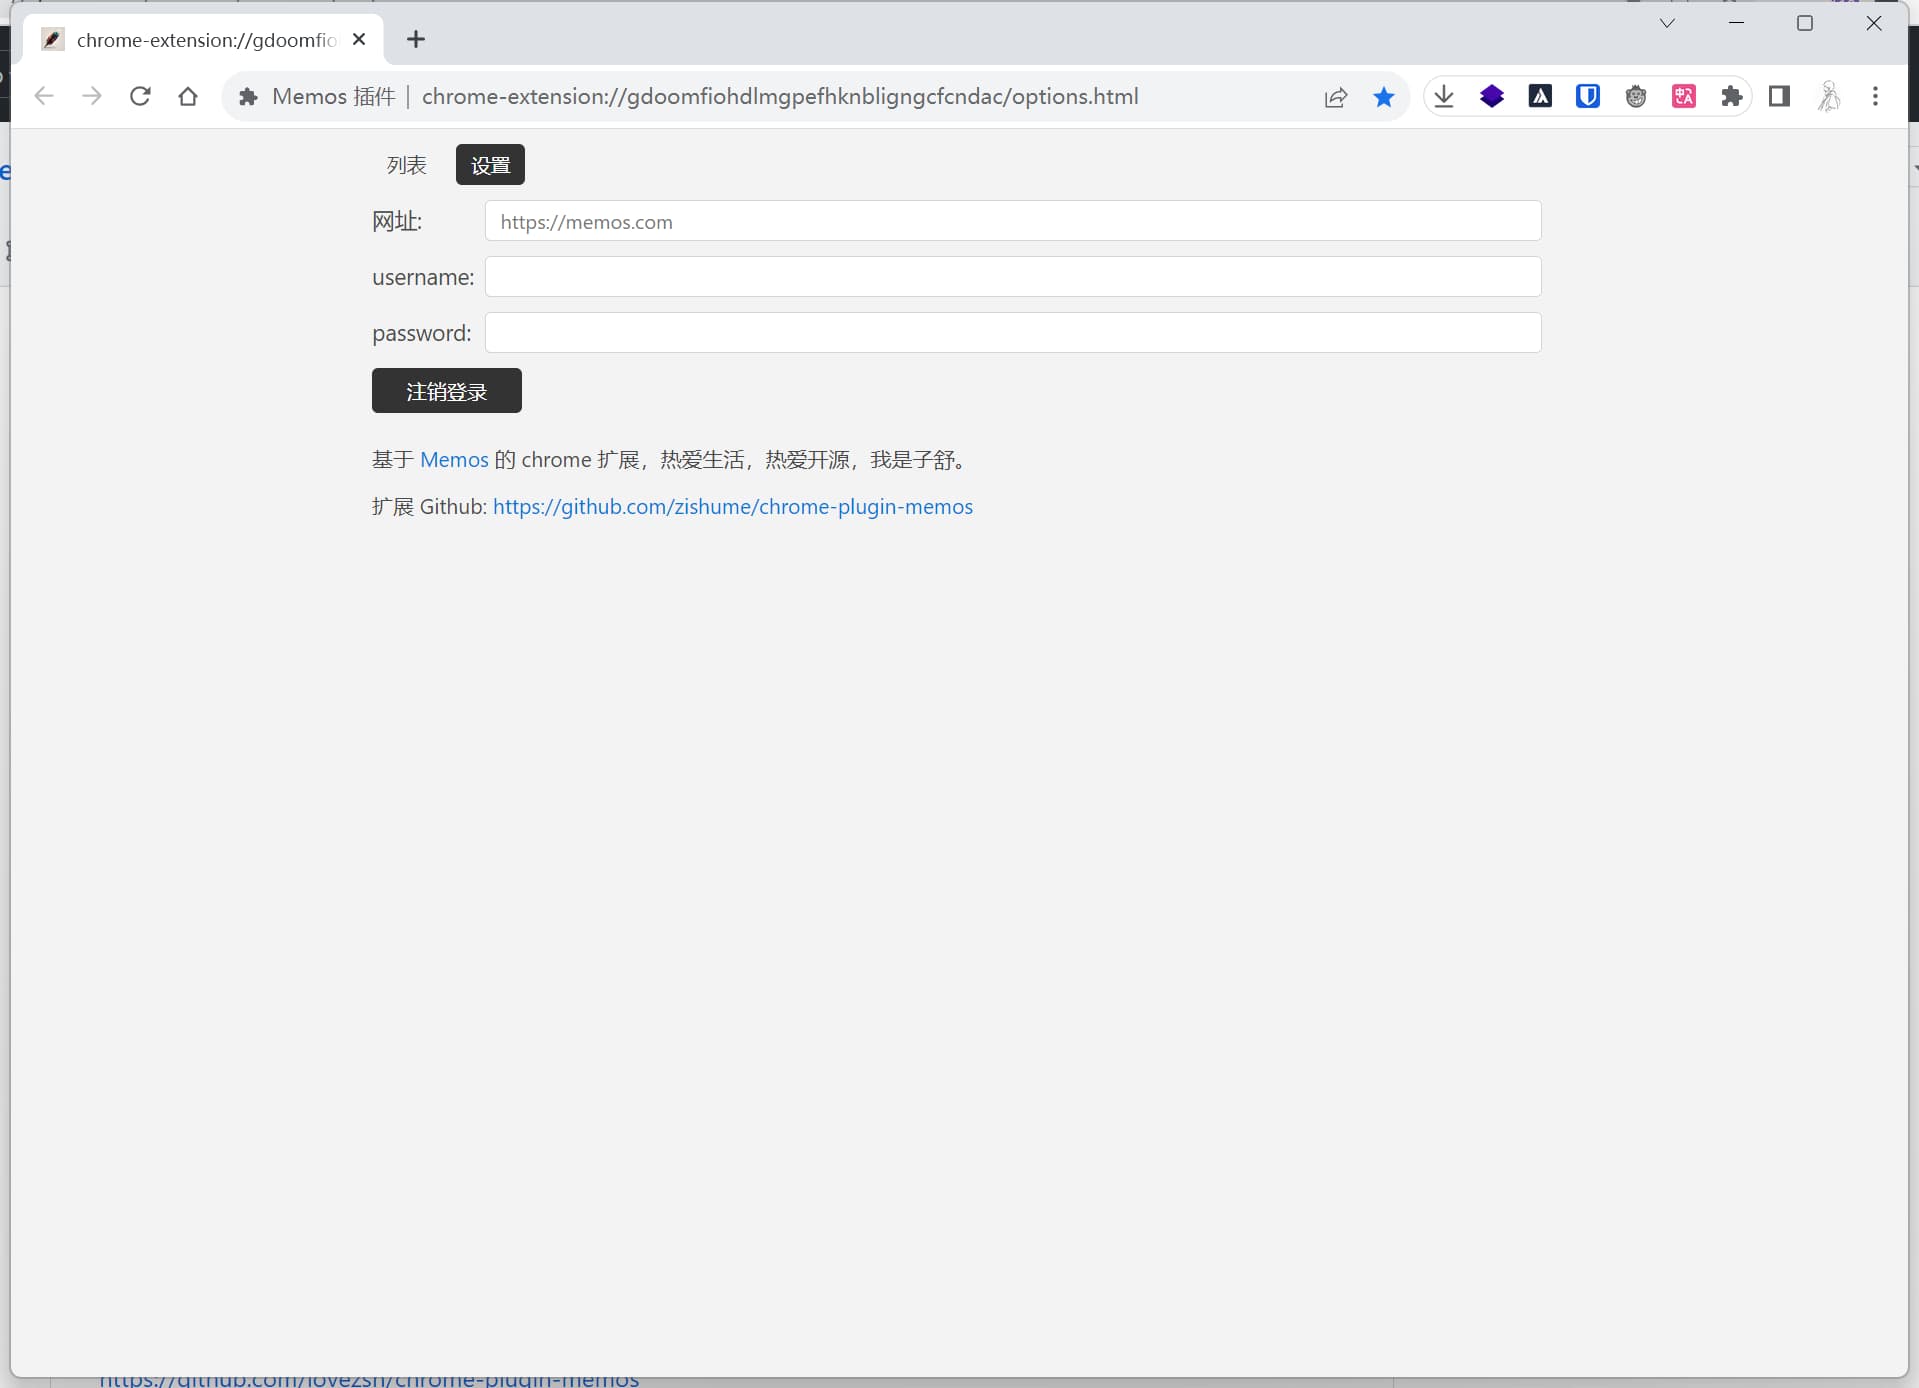 chrome-extension://gdoomfio
Memos 插件 | chrome-extension://gdoomfiohdlmgpefhknbligngcfcndac/options.html
列表 设置
网址: https://memos.com
username:
password:
注销登录
基于 Memos 的 chrome 扩展，热爱生活，热爱开源，我是子舒。
扩展 Github: https://github.com/zishume/chrome-plugin-memos
https://github.com/lovezsh/chrome-plugin-memos